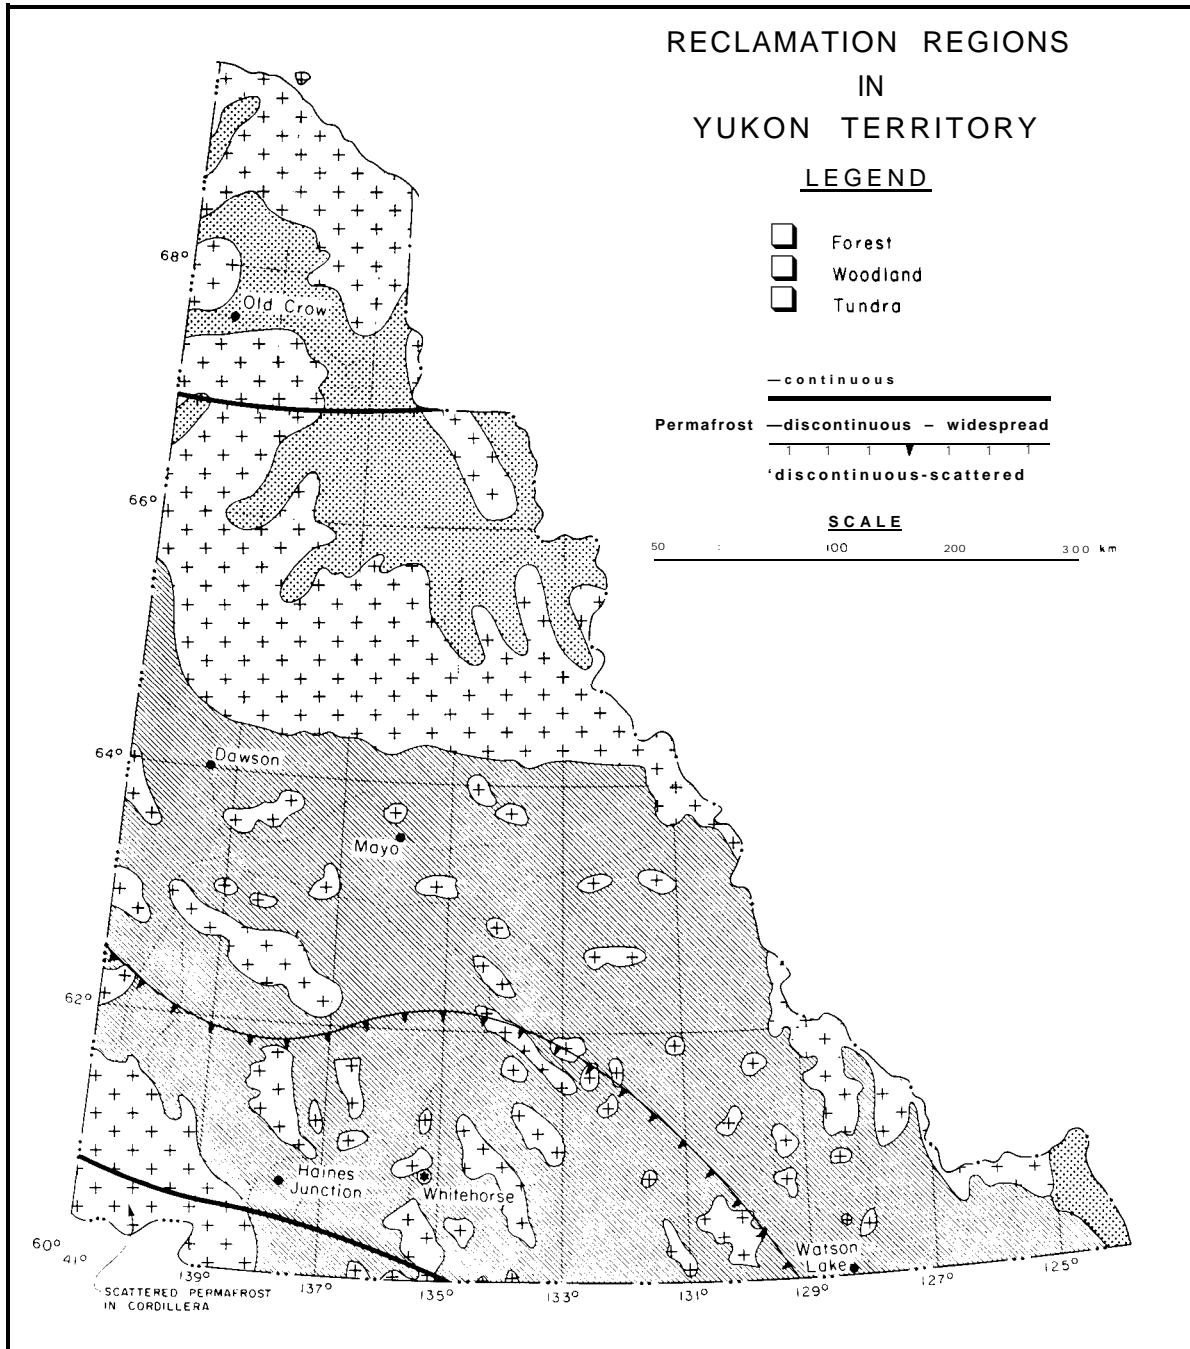 RECLAMATION REGIONS
IN
YUKON TERRITORY
LEGEND
Forest
Woodland
Tundra
—continuous
Permafrost —discontinuous – widespread
'discontinuous-scattered
SCALE
50 : 100 200 300 km
68°
Old Crow
66°
64°
Dawson
Mayo
62°
Haines
Junction
Whitehorse
Watson
Lake
60°
41°
139°
137°
135°
133°
131°
129°
127°
125°
SCATTERED PERMAFROST
IN CORDILLERA